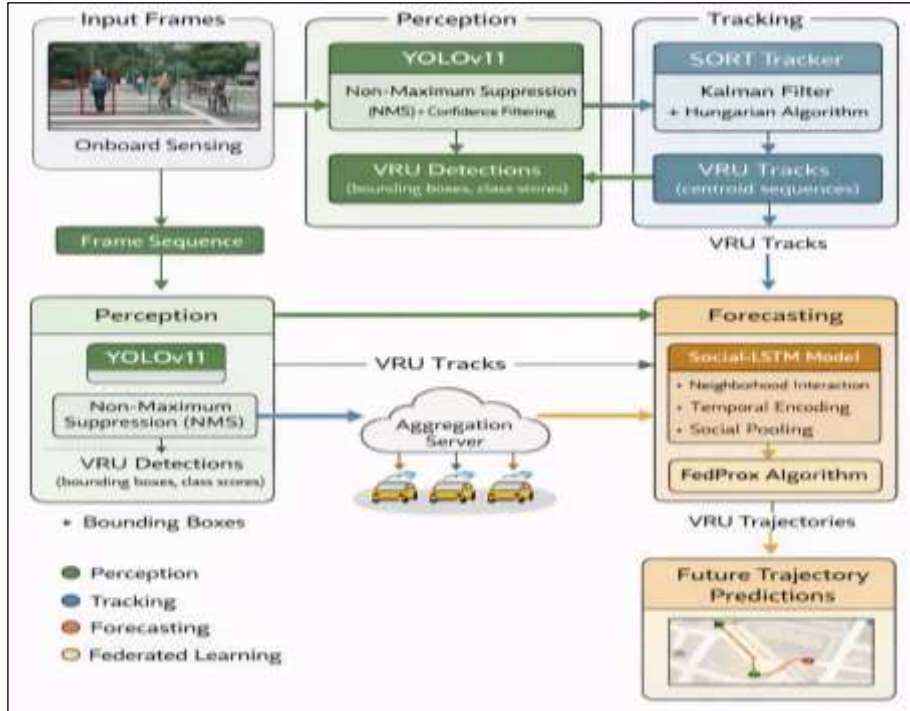 Input Frames
Onboard Sensing
Perception
YOLOv11
Non-Maximum Suppression
(NMS) + Confidence Filtering
VRU Detections
(bounding boxes, class scores)
Tracking
SORT Tracker
Kalman Filter
+ Hungarian Algorithm
VRU Tracks
(centroid sequences)
VRU Tracks
Frame Sequence
Perception
YOLOv11
Non-Maximum
Suppression (NMS)
VRU Detections
(bounding boxes, class scores)
▸ Bounding Boxes
VRU Tracks
Aggregation
Server
Forecasting
Social-LSTM Model
• Neighborhood Interaction
• Temporal Encoding
• Social Pooling
FedProx Algorithm
VRU Trajectories
Future Trajectory
Predictions
Perception
Tracking
Forecasting
Federated Learning